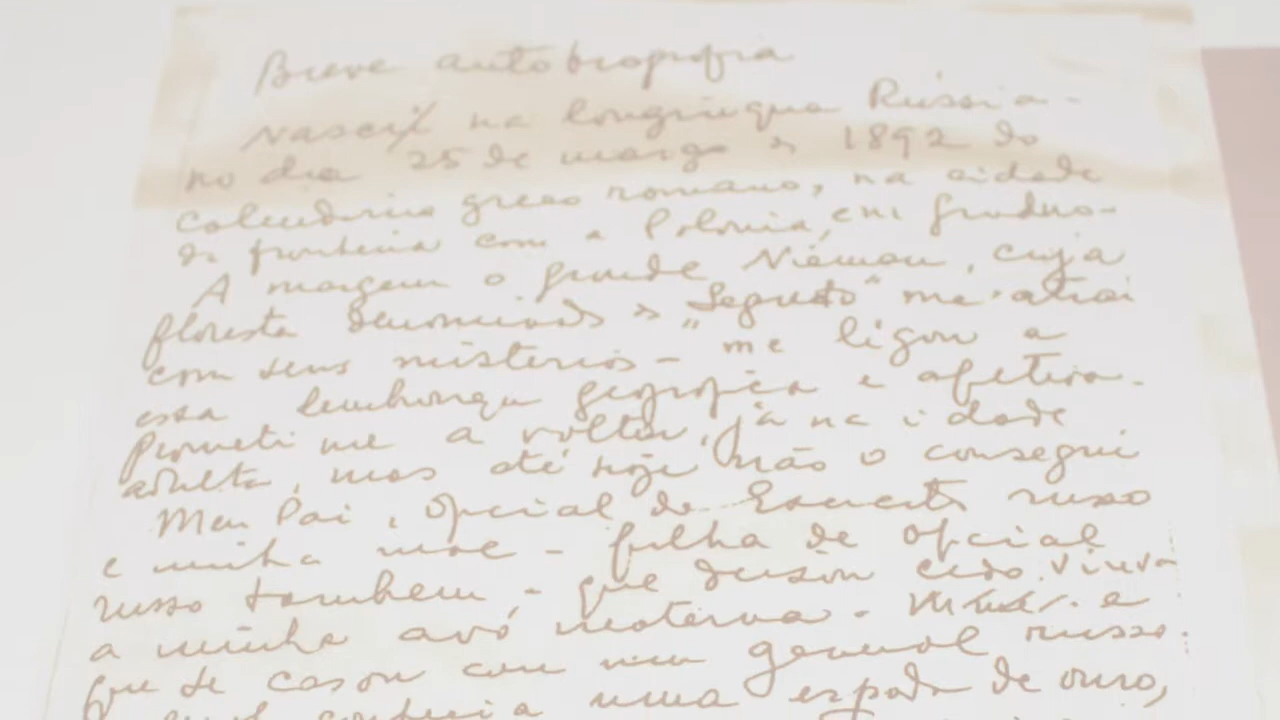 Breve autobiografia
Nasci na longinqua Russia -
no dia 25 de março de 1892 do
calendario greco romano, na cidade
de fronteira com a Polonia, em Grodno -
A margem o grande Niéman, cuja
floresta denominada "Segredo" me atrai
com seus misterios - me ligou a
essa lembrança geografica e afetiva -
Prometi me a voltar, já na idade
adulta, mas até hoje não o consegui
Meu Pai, oficial do Exercito russo
e minha mãe - filha de oficial
russo tambem, - que deixou cedo viuva
a minha avó materna - e
que se casou com um general russo.
uma espada de ouro,